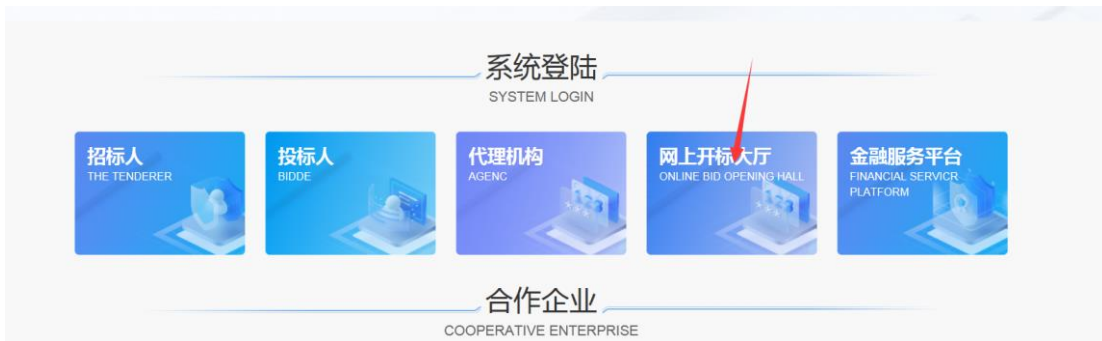 系统登陆
SYSTEM LOGIN
招标人
THE TENDERER
投标人
BIDDE
代理机构
AGENC
网上开标大厅
ONLINE BID OPENING HALL
金融服务平台
FINANCIAL SERVICR
PLATFORM
合作企业
COOPERATIVE ENTERPRISE